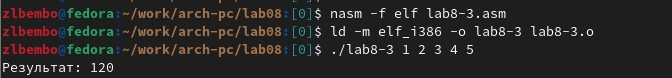 zlbembo@fedora:~/work/arch-pc/lab08:[0]$ nasm -f elf lab8-3.asm
zlbembo@fedora:~/work/arch-pc/lab08:[0]$ ld -m elf_i386 -o lab8-3 lab8-3.o
zlbembo@fedora:~/work/arch-pc/lab08:[0]$ ./lab8-3 1 2 3 4 5
Результат: 120